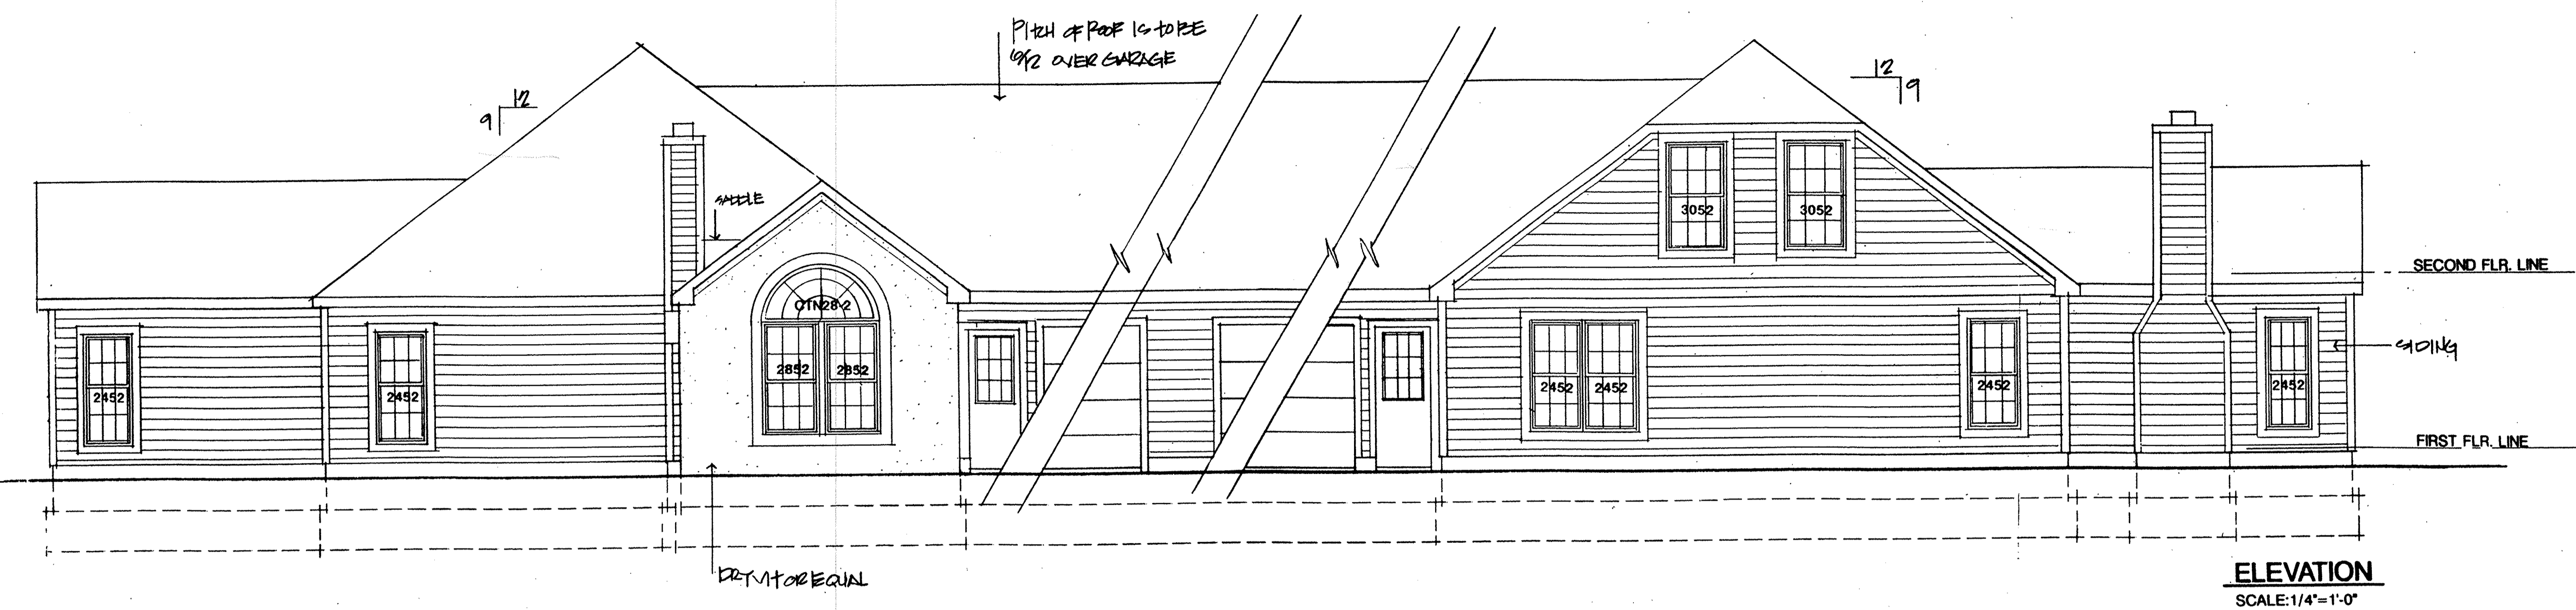 PITCH OF ROOF IS TO BE
9/12 OVER GARAGE
12
9
12
9
SADDLE
3052
3052
SECOND FLR. LINE
CTN28-2
SIDING
2852
2852
2452
2452
2452
2452
2452
2452
FIRST FLR. LINE
DRYVIT OR EQUAL
ELEVATION
SCALE:1/4"=1'-0"